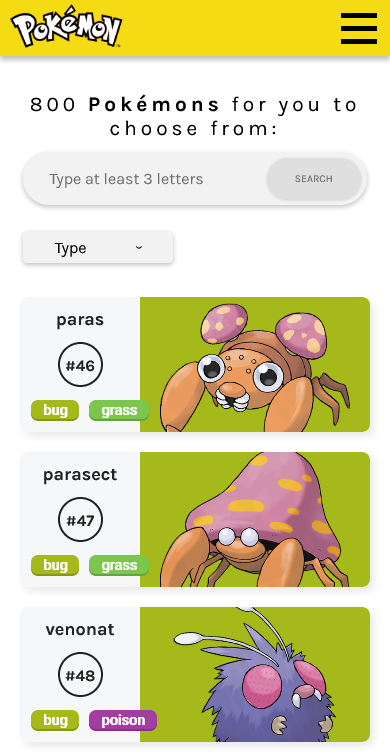 POKéMON
800 Pokémons for you to
choose from:
Type at least 3 letters
SEARCH
Type
paras
#46
bug grass
parasect
#47
bug grass
venonat
#48
bug poison